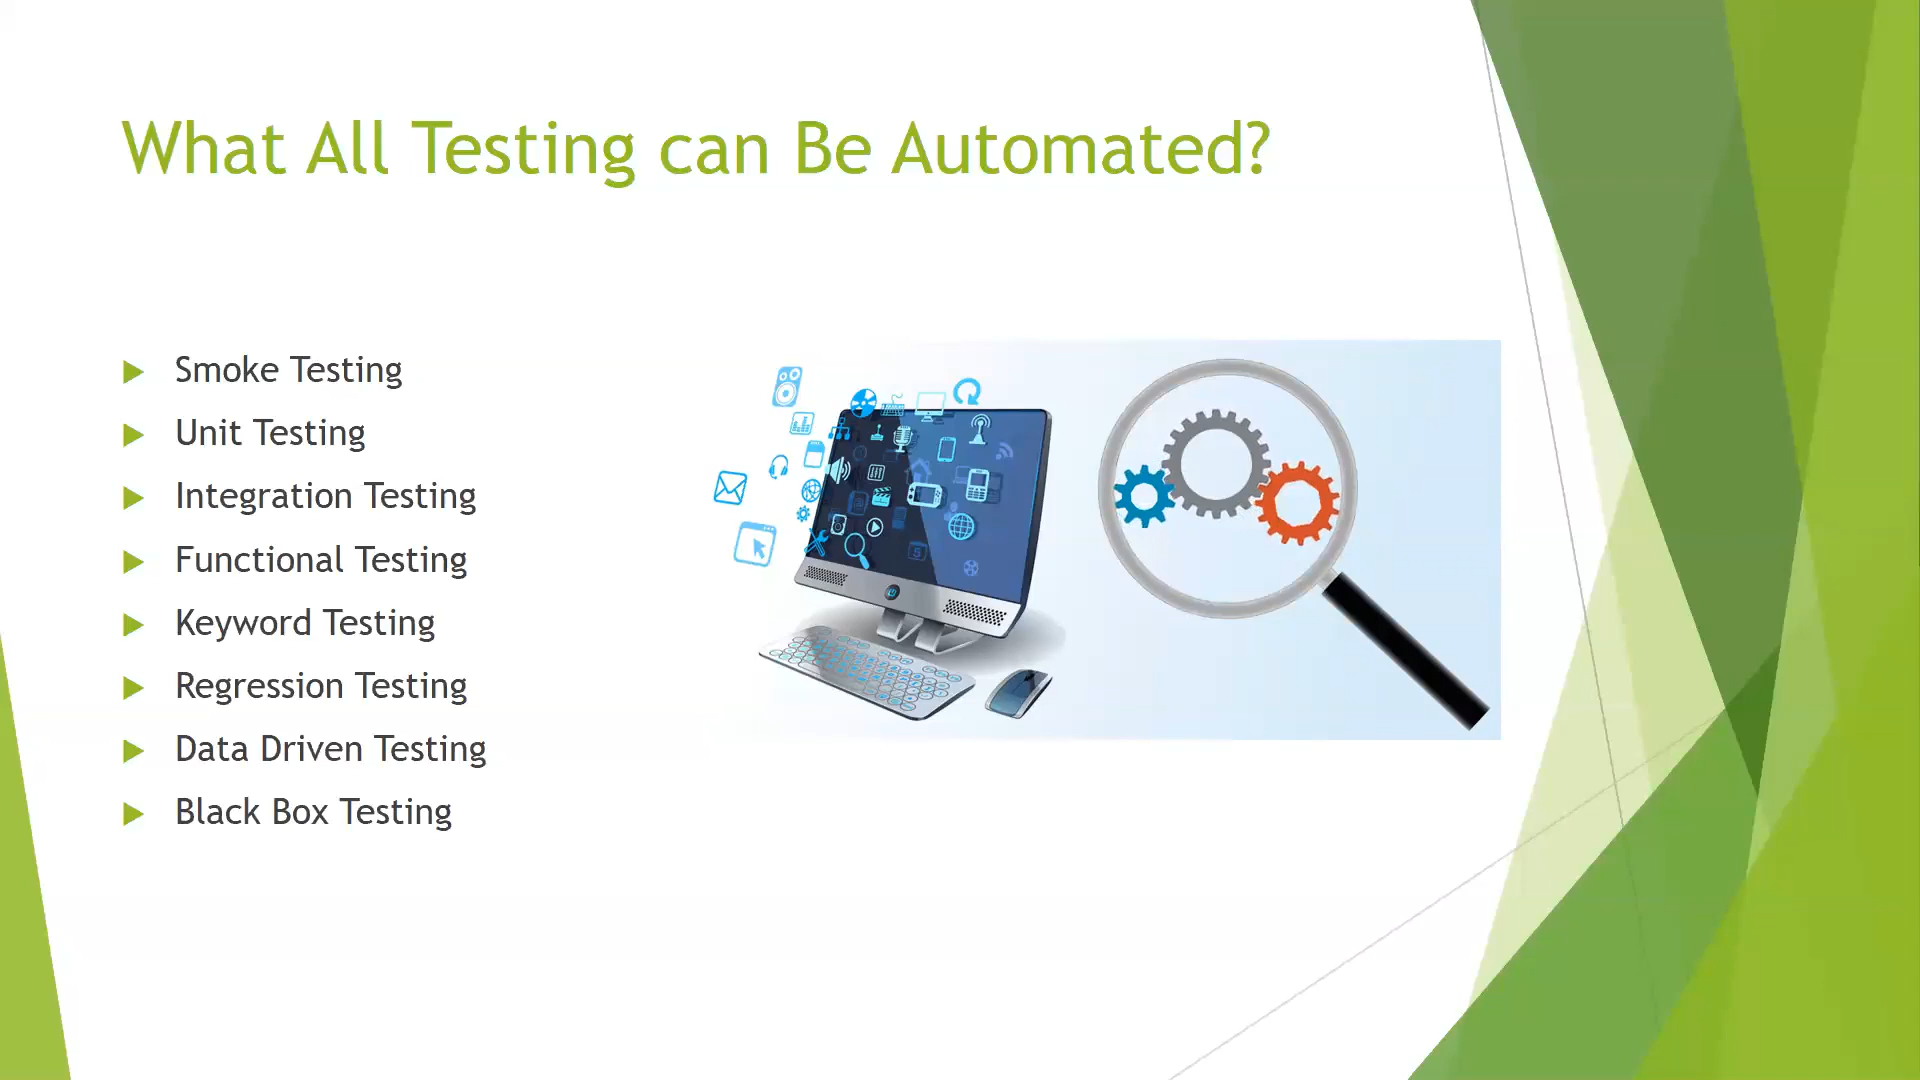 What All Testing can Be Automated?
Smoke Testing
Unit Testing
Integration Testing
Functional Testing
Keyword Testing
Regression Testing
Data Driven Testing
Black Box Testing